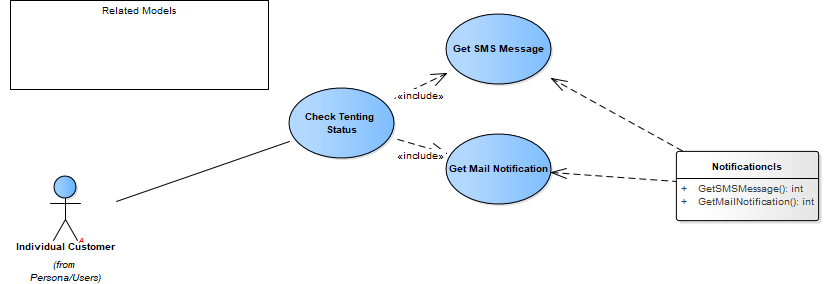 Related Models
Get SMS Message
«include»
Check Tenting
Status
«include»
Get Mail Notification
NotificationcIs
+ GetSMSMessage(): int
+ GetMailNotification(): int
A
Individual Customer
(from
Persona/Users)